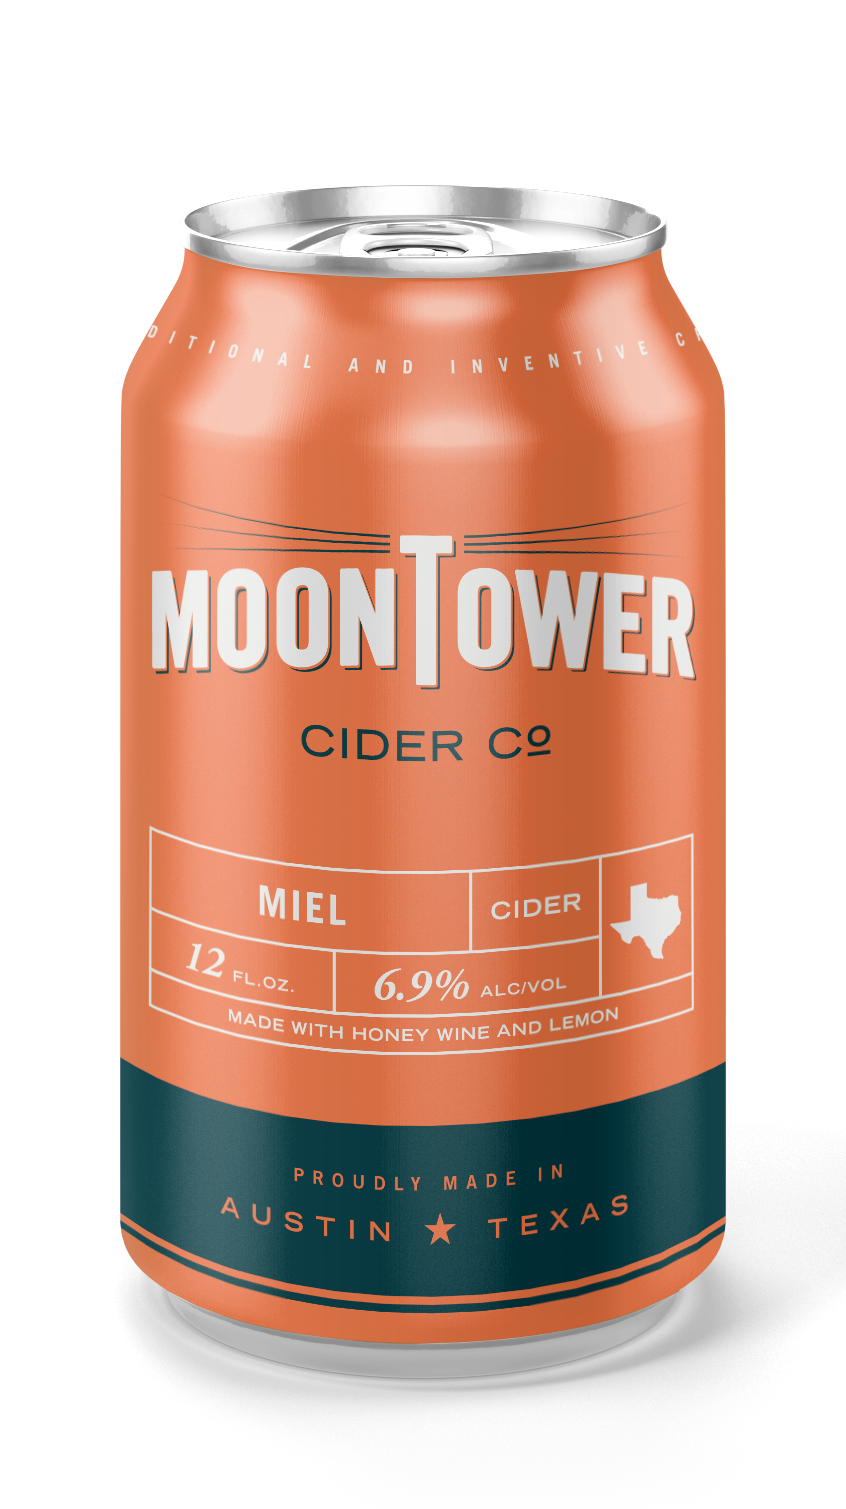 DITIONAL AND INVENTIVE
MOONTOWER
CIDER Cº
MIEL
CIDER
12 FL.OZ.
6.9% ALC/VOL
MADE WITH HONEY WINE AND LEMON
PROUDLY MADE IN
AUSTIN ★ TEXAS